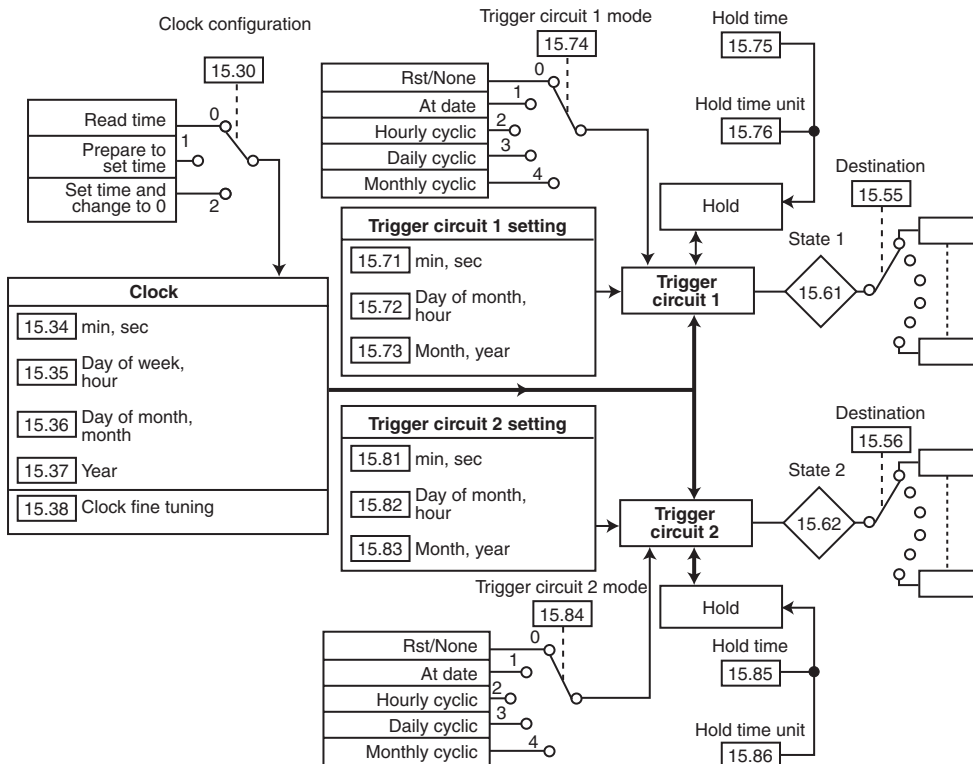 Clock configuration
15.30
Read time
0
Prepare to
set time
1
Set time and
change to 0
2
Clock
15.34 min, sec
15.35 Day of week,
hour
15.36 Day of month,
month
15.37 Year
15.38 Clock fine tuning
Trigger circuit 1 mode
15.74
Rst/None
0
At date
1
Hourly cyclic
2
Daily cyclic
3
Monthly cyclic
4
Trigger circuit 1 setting
15.71 min, sec
15.72 Day of month,
hour
15.73 Month, year
Hold time
15.75
Hold time unit
15.76
Hold
Trigger
circuit 1
State 1
15.61
Destination
15.55
Trigger circuit 2 setting
15.81 min, sec
15.82 Day of month,
hour
15.83 Month, year
Trigger
circuit 2
State 2
15.62
Destination
15.56
Trigger circuit 2 mode
15.84
Rst/None
0
At date
1
Hourly cyclic
2
Daily cyclic
3
Monthly cyclic
4
Hold
Hold time
15.85
Hold time unit
15.86